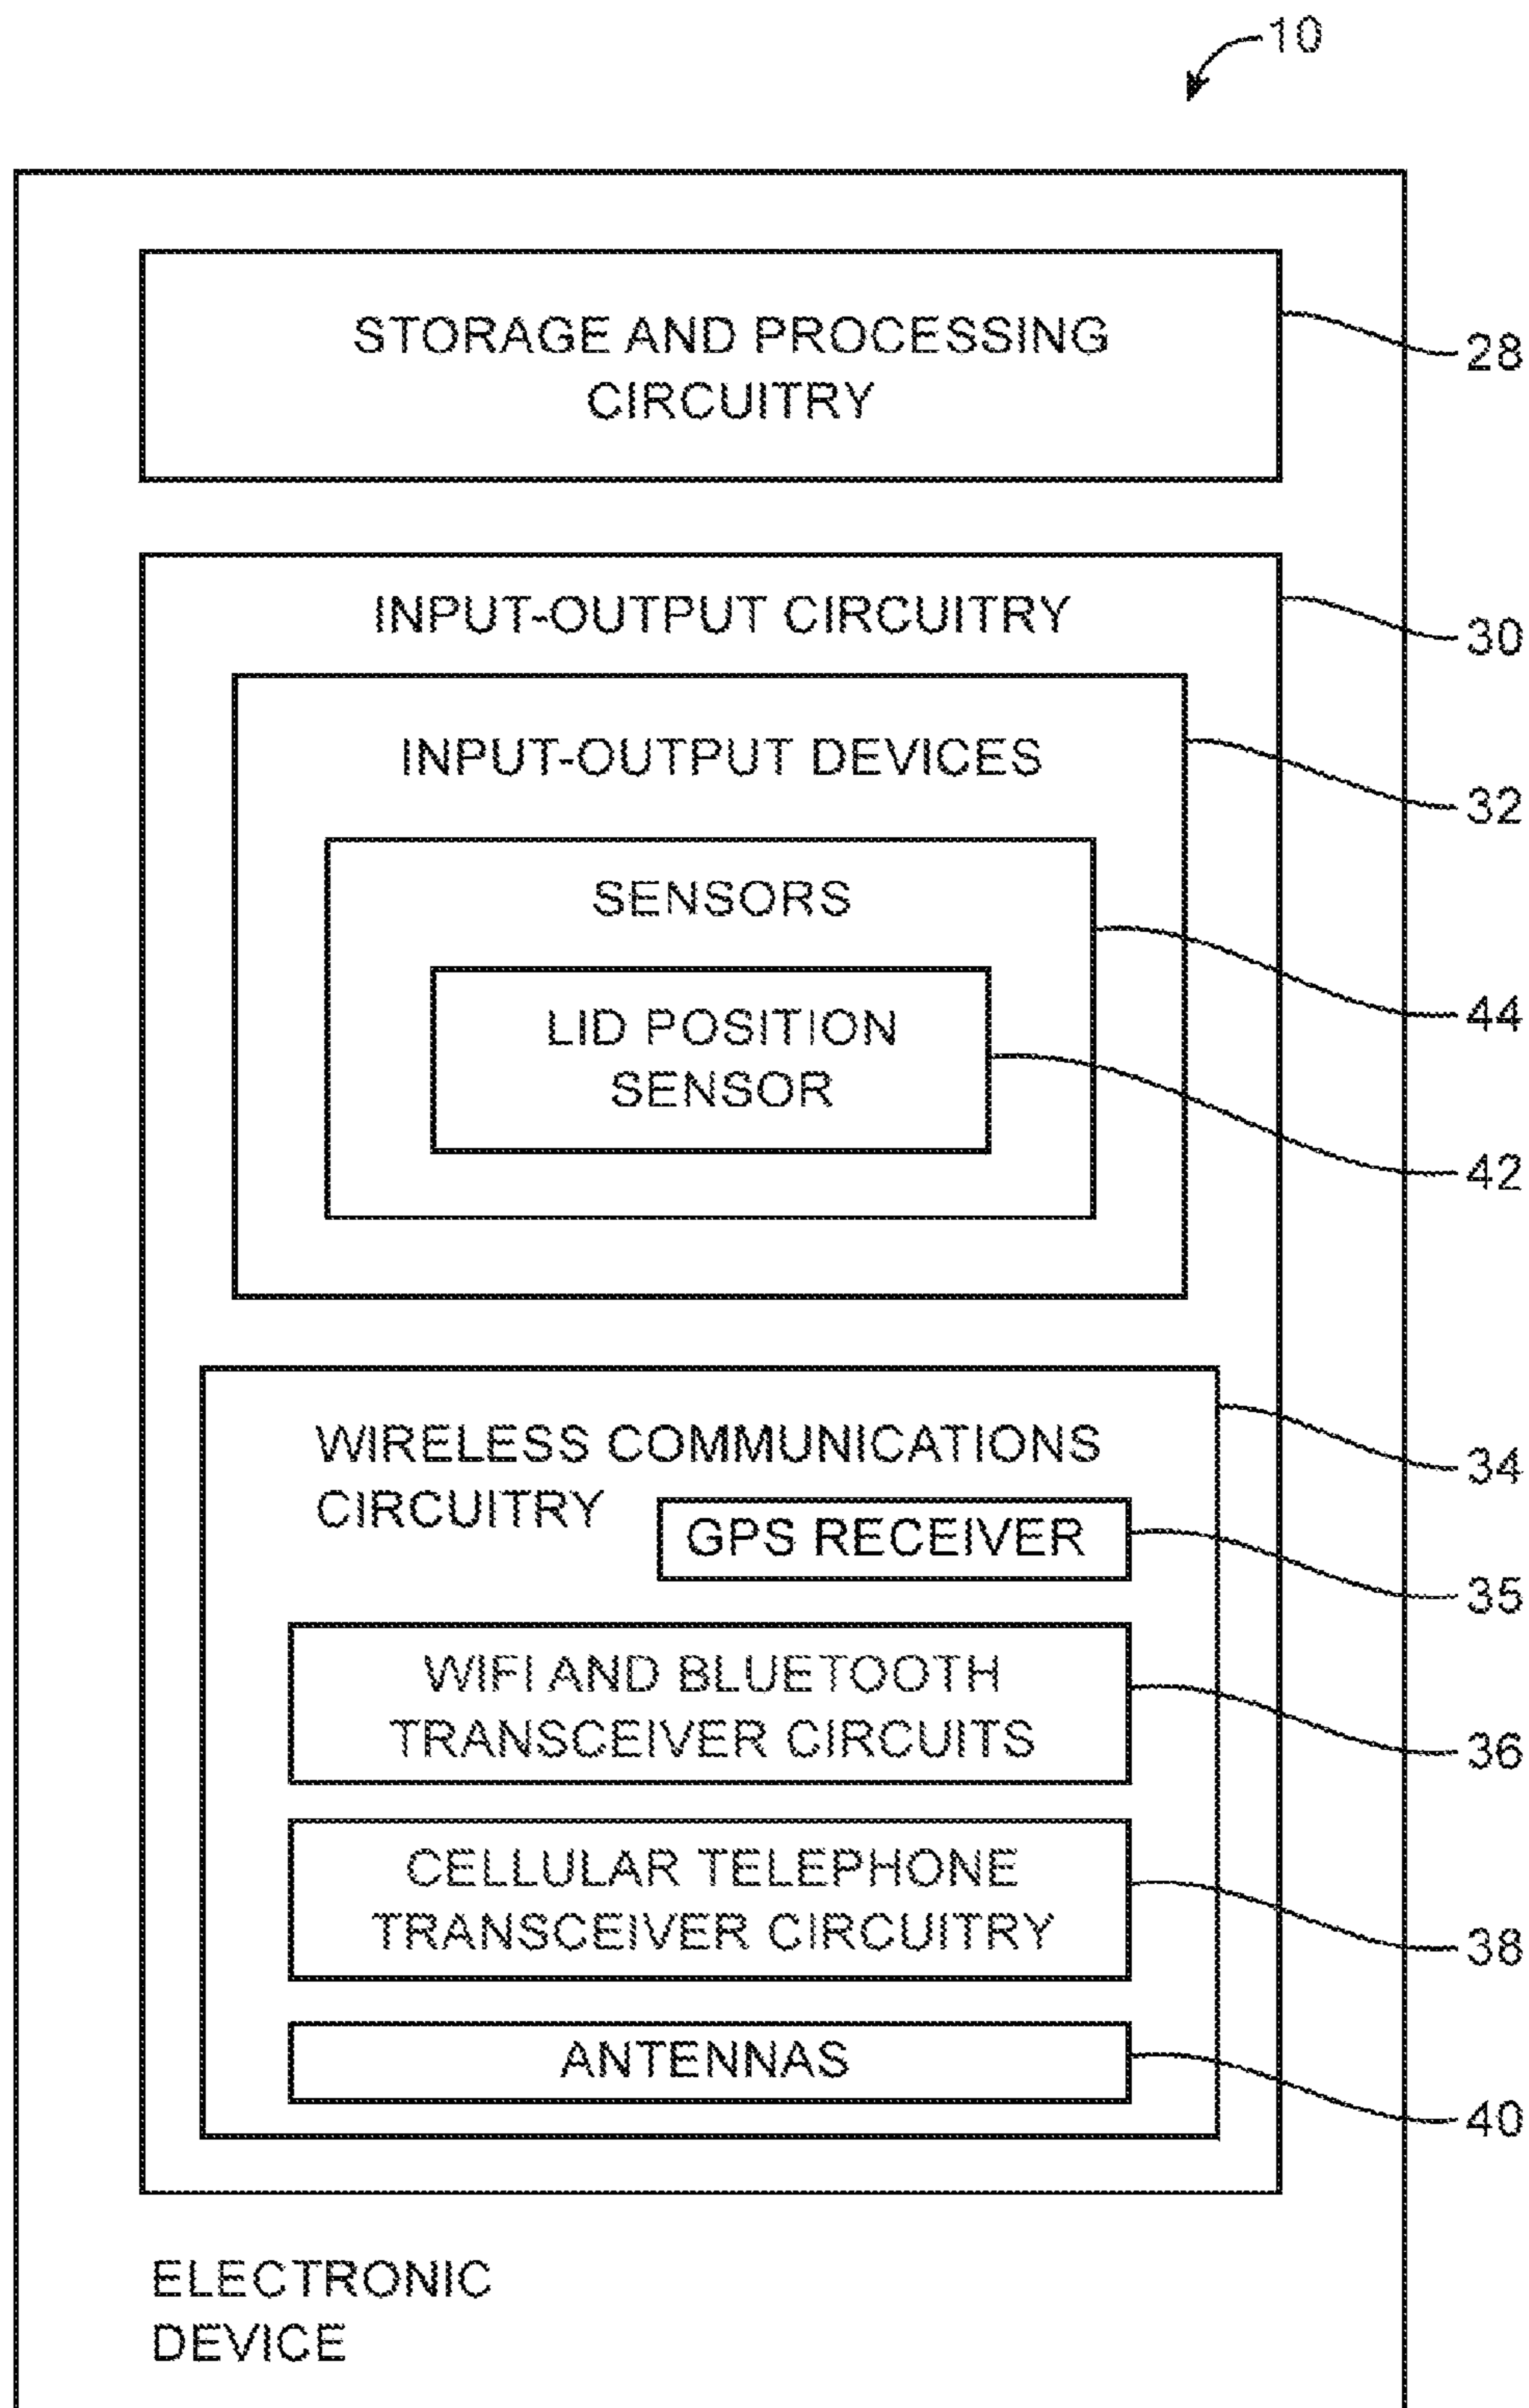 10
STORAGE AND PROCESSING
CIRCUITRY
28
INPUT-OUTPUT CIRCUITRY
30
INPUT-OUTPUT DEVICES
32
SENSORS
44
LID POSITION
SENSOR
42
WIRELESS COMMUNICATIONS
CIRCUITRY
34
GPS RECEIVER
35
WIFI AND BLUETOOTH
TRANSCEIVER CIRCUITS
36
CELLULAR TELEPHONE
TRANSCEIVER CIRCUITRY
38
ANTENNAS
40
ELECTRONIC
DEVICE